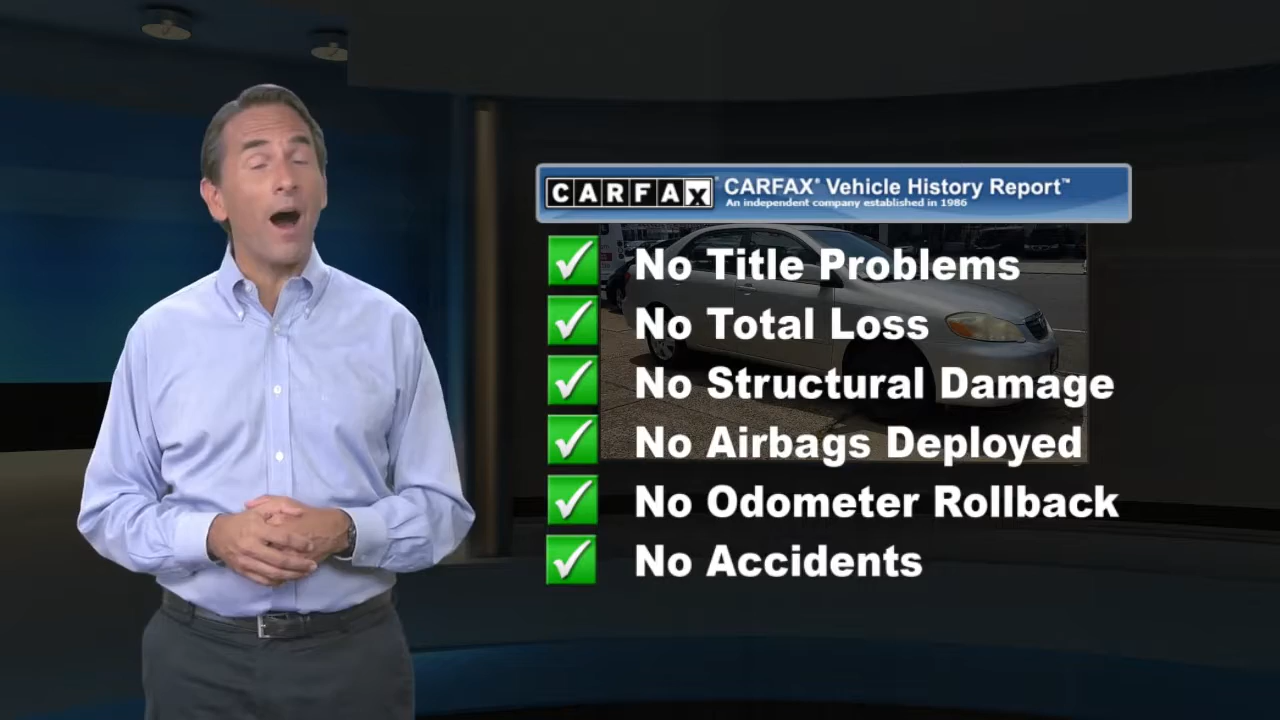 CARFAX® CARFAX® Vehicle History Report™
An independent company established in 1986
No Title Problems
No Total Loss
No Structural Damage
No Airbags Deployed
No Odometer Rollback
No Accidents